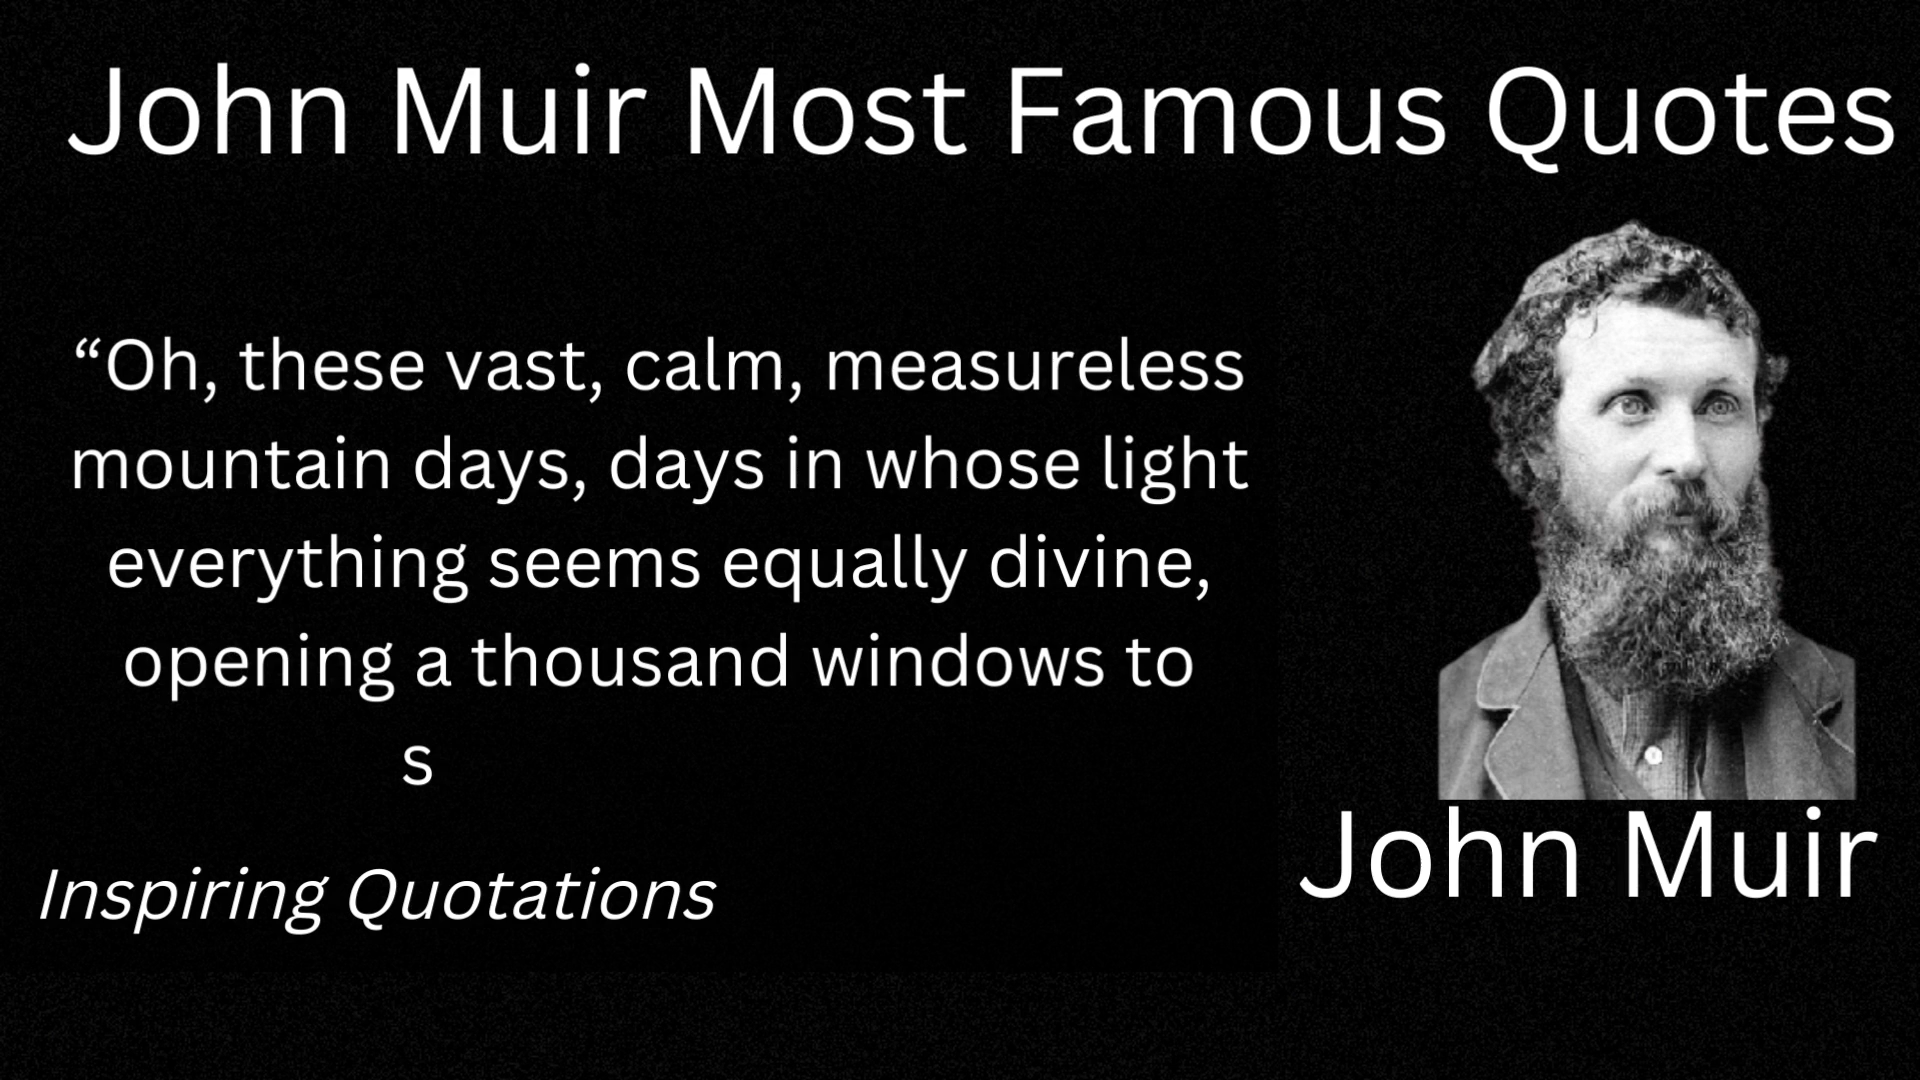 John Muir Most Famous Quotes
“Oh, these vast, calm, measureless
mountain days, days in whose light
everything seems equally divine,
opening a thousand windows to
s
Inspiring Quotations
John Muir